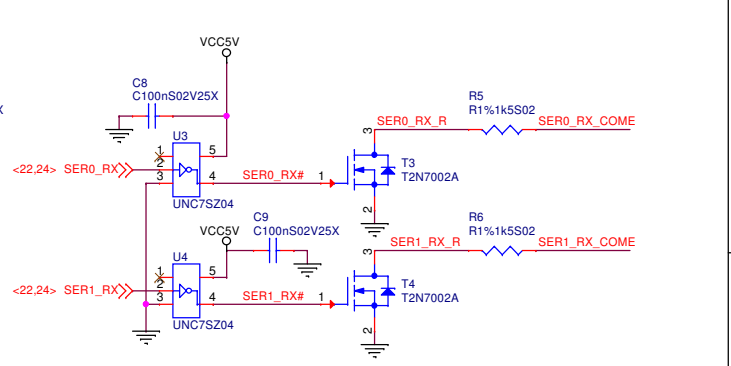 VCC5V
C8
C100nS02V25X
X
R5
R1%1k5S02
SER0_RX_R
SER0_RX_COME
3
U3
1
2
3
5
4
<22,24> SER0_RX
SER0_RX#
1
T3
T2N7002A
2
UNC7SZ04
C9
C100nS02V25X
VCC5V
R6
R1%1k5S02
SER1_RX_R
SER1_RX_COME
3
U4
1
2
3
5
4
<22,24> SER1_RX
SER1_RX#
1
T4
T2N7002A
2
UNC7SZ04